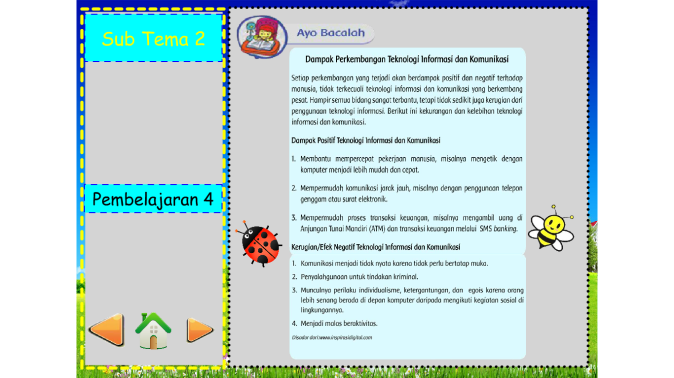 Sub Tema 2
Pembelajaran 4
Ayo Bacalah
Dampak Perkembangan Teknologi Informasi dan Komunikasi
Setiap perkembangan yang terjadi akan berdampak positif dan negatif terhadap
manusia, tidak terkecuali teknologi informasi dan komunikasi yang berkembang
pesat. Hampir semua bidang sangat terbantu, tetapi tidak sedikit juga kerugian dari
penggunaan teknologi informasi. Berikut ini kekurangan dan kelebihan teknologi
informasi dan komunikasi.
Dampak Positif Teknologi Informasi dan Komunikasi
1. Membantu mempercepat pekerjaan manusia, misalnya mengetik dengan
komputer menjadi lebih mudah dan cepat.
2. Mempermudah komunikasi jarak jauh, misalnya dengan penggunaan telepon
genggam atau surat elektronik.
3. Mempermudah proses transaksi keuangan, misalnya mengambil uang di
Anjungan Tunai Mandiri (ATM) dan transaksi keuangan melalui SMS banking.
Kerugian/Efek Negatif Teknologi Informasi dan Komunikasi
1. Komunikasi menjadi tidak nyata karena tidak perlu bertatap muka.
2. Penyalahgunaan untuk tindakan kriminal.
3. Munculnya perilaku individualisme, ketergantungan, dan egois karena orang
lebih senang berada di depan komputer daripada mengikuti kegiatan sosial di
lingkungannya.
4. Menjadi malas beraktivitas.
Disadur dari:www.inspirasidigital.com